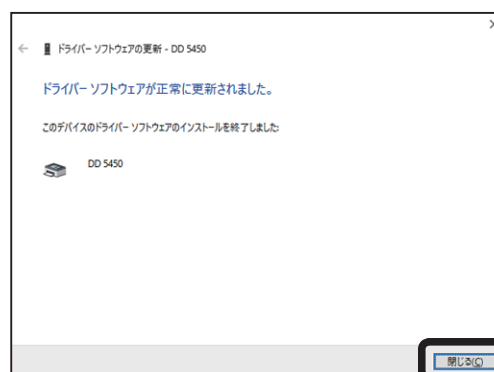 ドライバー ソフトウェアの更新 - DD 5450
ドライバー ソフトウェアが正常に更新されました。
このデバイスのドライバー ソフトウェアのインストールを終了しました:
DD 5450
閉じる(C)